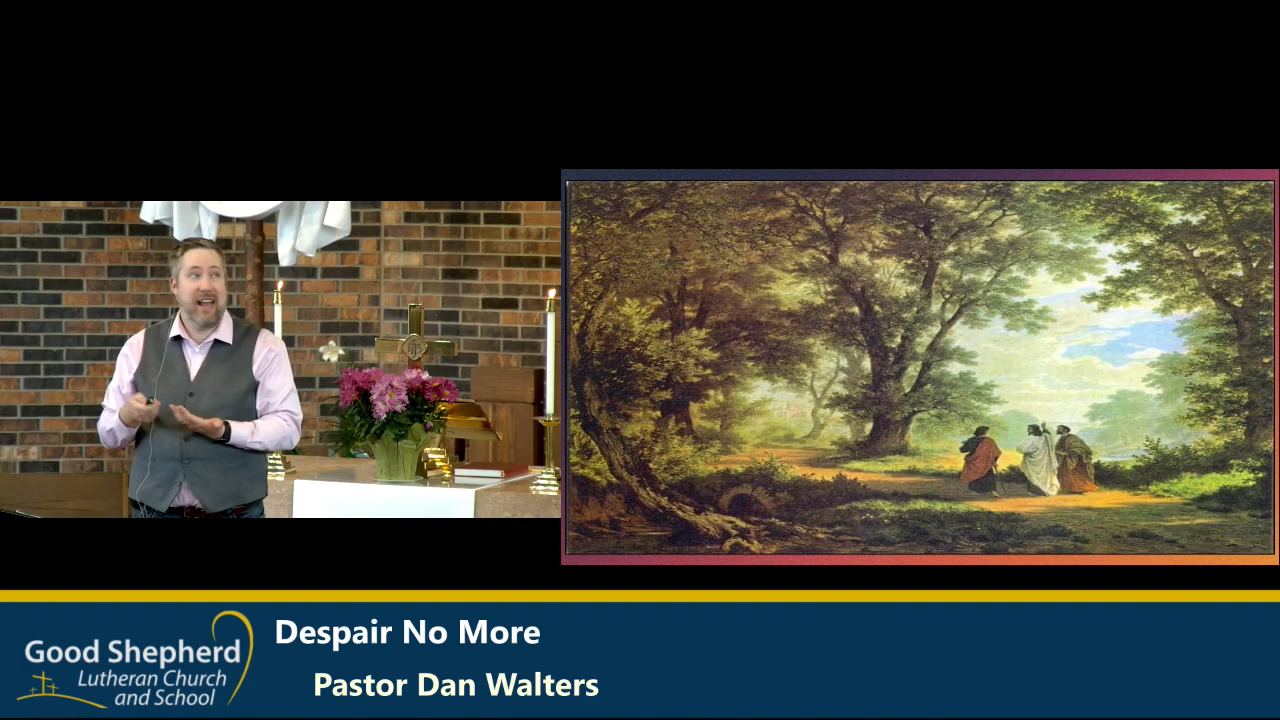 Despair No More
Pastor Dan Walters
Good Shepherd
Lutheran Church
and School